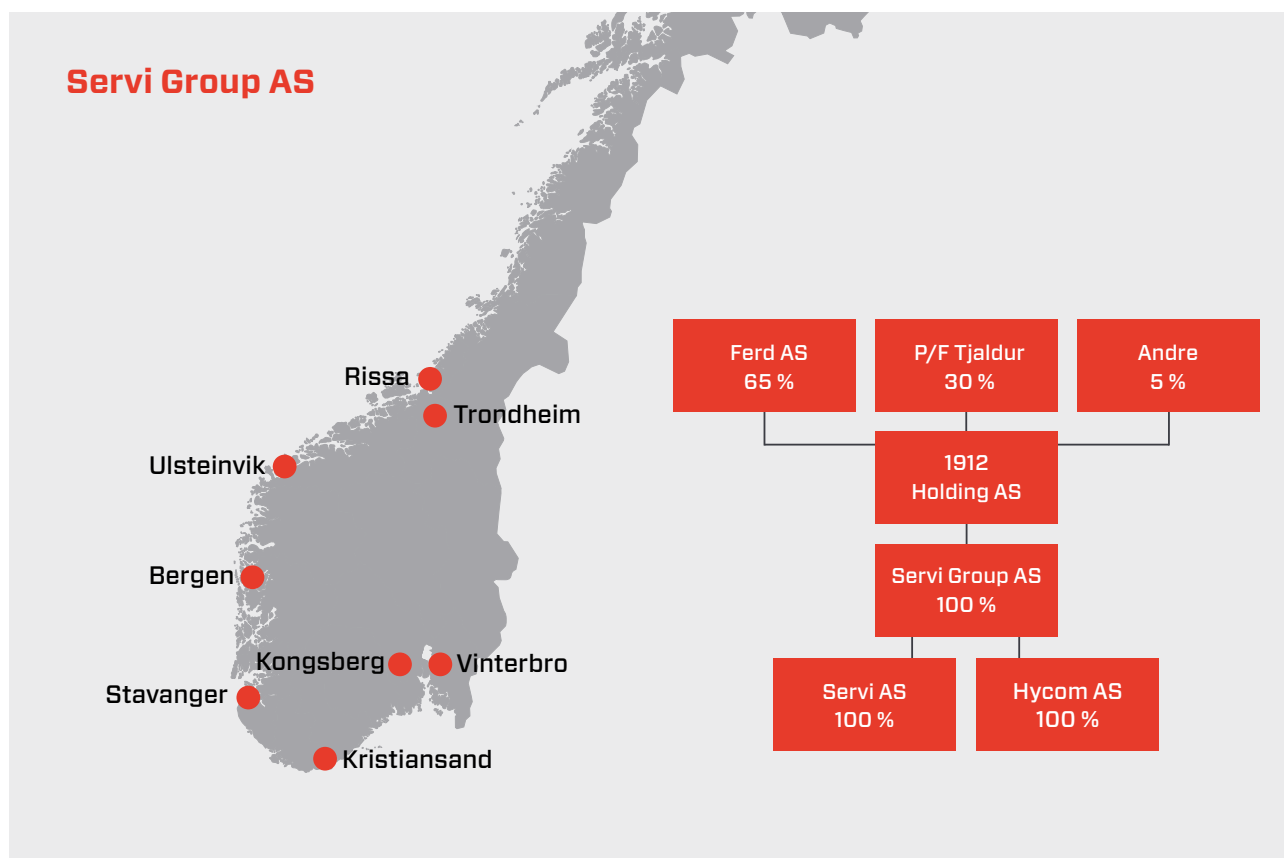 Servi Group AS
Rissa
Trondheim
Ulsteinvik
Bergen
Kongsberg
Vinterbro
Stavanger
Kristiansand
Ferd AS
65 %
P/F Tjaldur
30 %
Andre
5 %
1912
Holding AS
Servi Group AS
100 %
Servi AS
100 %
Hycom AS
100 %